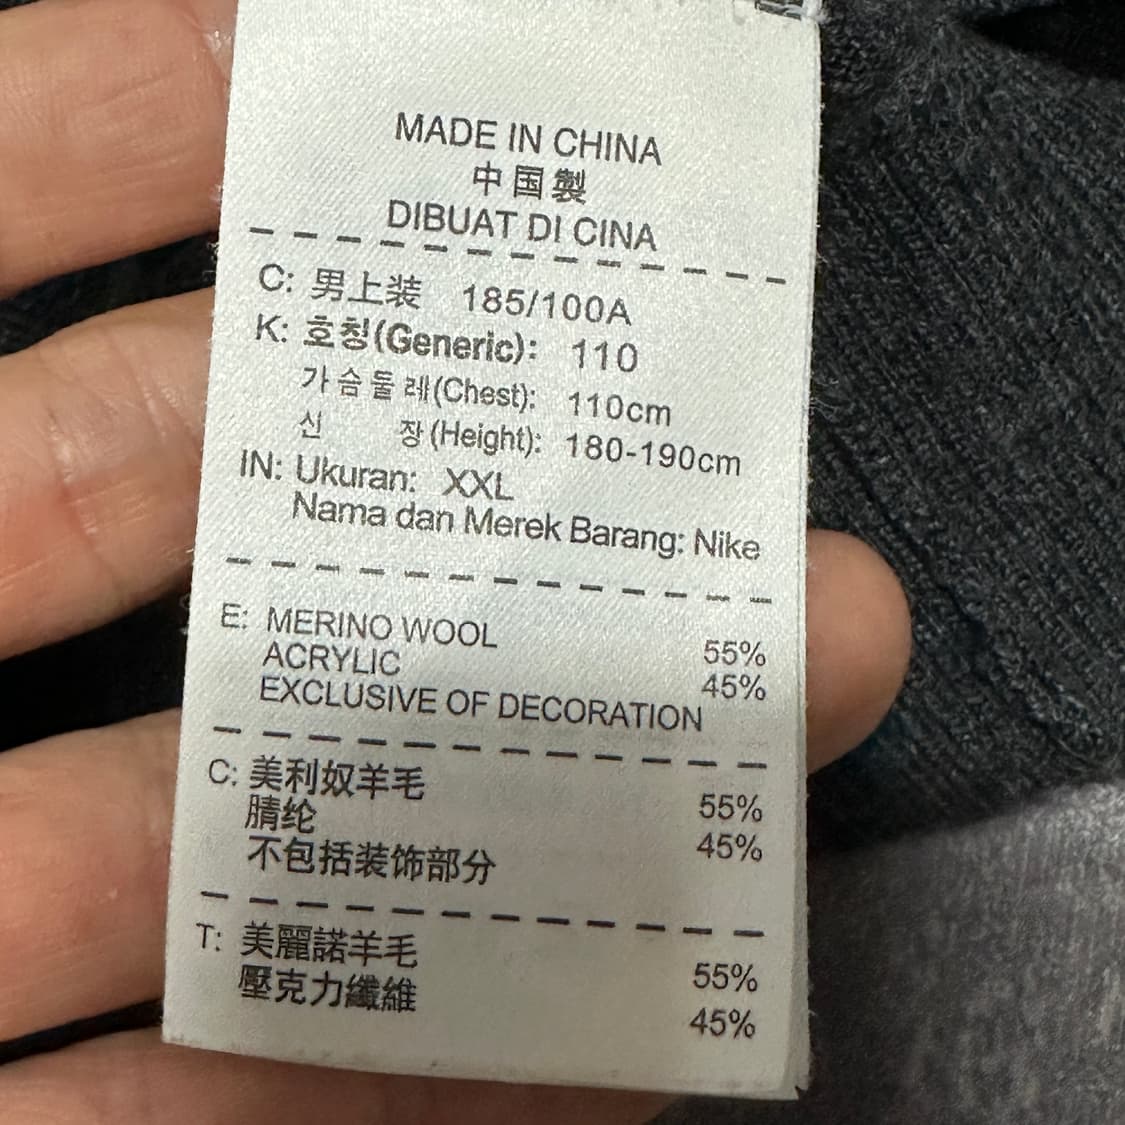 MADE IN CHINA
中国製
DIBUAT DI CINA
C: 男上装 185/100A
K: 호칭(Generic): 110
가슴둘레(Chest): 110cm
신 장(Height): 180-190cm
IN: Ukuran: XXL
Nama dan Merek Barang: Nike
E: MERINO WOOL 55%
ACRYLIC 45%
EXCLUSIVE OF DECORATION
C: 美利奴羊毛 55%
腈纶 45%
不包括装饰部分
T: 美麗諾羊毛 55%
壓克力纖維 45%